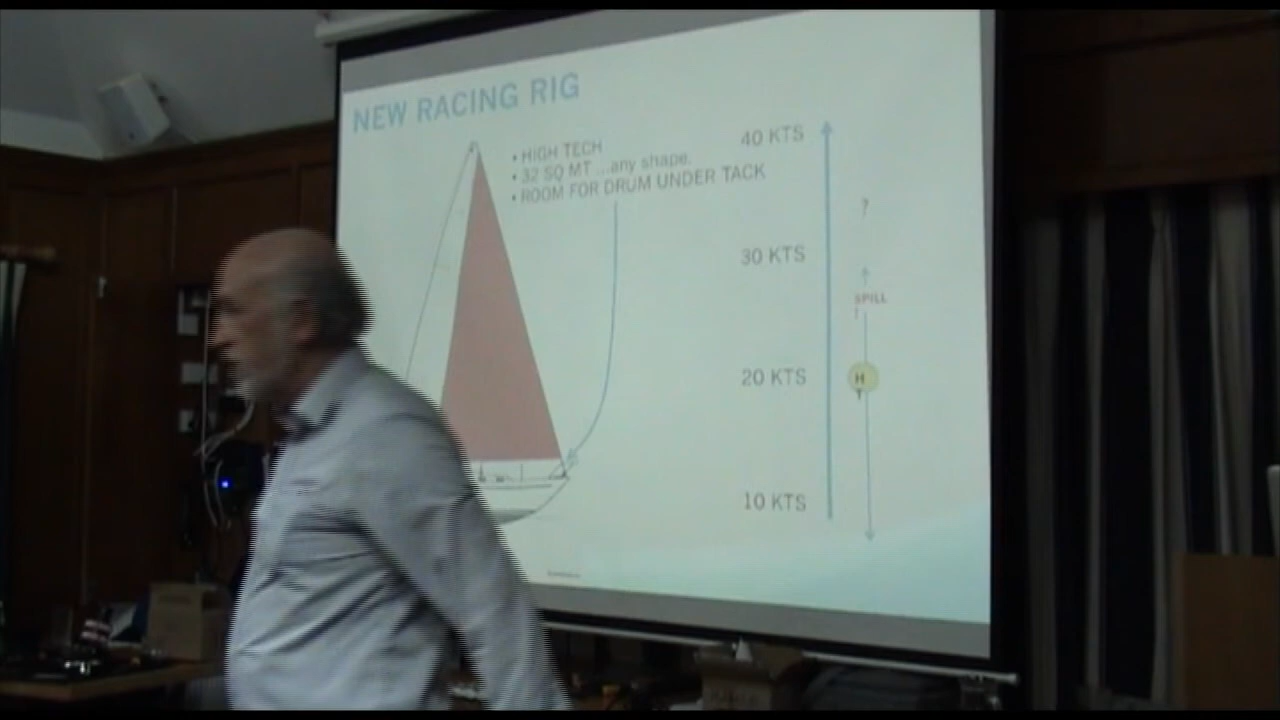 NEW RACING RIG
• HIGH TECH
• 32 SQ MT ...any shape.
• ROOM FOR DRUM UNDER TACK
40 KTS
?
30 KTS
SPILL
20 KTS
H
T
10 KTS